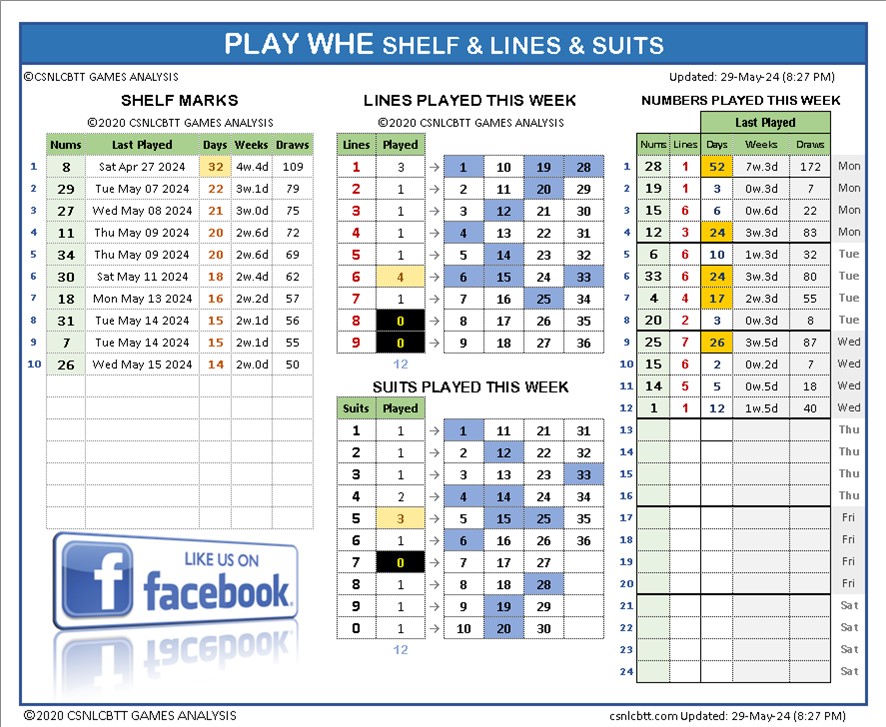 PLAY WHE SHELF & LINES & SUITS
©CSNLCBTT GAMES ANALYSIS
Updated: 29-May-24 (8:27 PM)
SHELF MARKS
©2020 CSNLCBTT GAMES ANALYSIS
Nums Last Played Days Weeks Draws
1 8 Sat Apr 27 2024 32 4w.4d 109
2 29 Tue May 07 2024 22 3w.1d 79
3 27 Wed May 08 2024 21 3w.0d 75
4 11 Thu May 09 2024 20 2w.6d 72
5 34 Thu May 09 2024 20 2w.6d 69
6 30 Sat May 11 2024 18 2w.4d 62
7 18 Mon May 13 2024 16 2w.2d 57
8 31 Tue May 14 2024 15 2w.1d 56
9 7 Tue May 14 2024 15 2w.1d 55
10 26 Wed May 15 2024 14 2w.0d 50
LIKE US ON
facebook
LINES PLAYED THIS WEEK
©2020 CSNLCBTT GAMES ANALYSIS
Lines Played
1 3 → 1 10 19 28
2 1 → 2 11 20 29
3 1 → 3 12 21 30
4 1 → 4 13 22 31
5 1 → 5 14 23 32
6 4 → 6 15 24 33
7 1 → 7 16 25 34
8 0 → 8 17 26 35
9 0 → 9 18 27 36
12
SUITS PLAYED THIS WEEK
Suits Played
1 1 → 1 11 21 31
2 1 → 2 12 22 32
3 1 → 3 13 23 33
4 2 → 4 14 24 34
5 3 → 5 15 25 35
6 1 → 6 16 26 36
7 0 → 7 17 27
8 1 → 8 18 28
9 1 → 9 19 29
0 1 → 10 20 30
12
NUMBERS PLAYED THIS WEEK
Last Played
Nums Lines Days Weeks Draws
1 28 1 52 7w.3d 172 Mon
2 19 1 3 0w.3d 7 Mon
3 15 6 6 0w.6d 22 Mon
4 12 3 24 3w.3d 83 Mon
5 6 6 10 1w.3d 32 Tue
6 33 6 24 3w.3d 80 Tue
7 4 4 17 2w.3d 55 Tue
8 20 2 3 0w.3d 8 Tue
9 25 7 26 3w.5d 87 Wed
10 15 6 2 0w.2d 7 Wed
11 14 5 5 0w.5d 18 Wed
12 1 1 12 1w.5d 40 Wed
13 Thu
14 Thu
15 Thu
16 Thu
17 Fri
18 Fri
19 Fri
20 Fri
21 Sat
22 Sat
23 Sat
24 Sat
©2020 CSNLCBTT GAMES ANALYSIS
csnlcbtt.com Updated: 29-May-24 (8:27 PM)